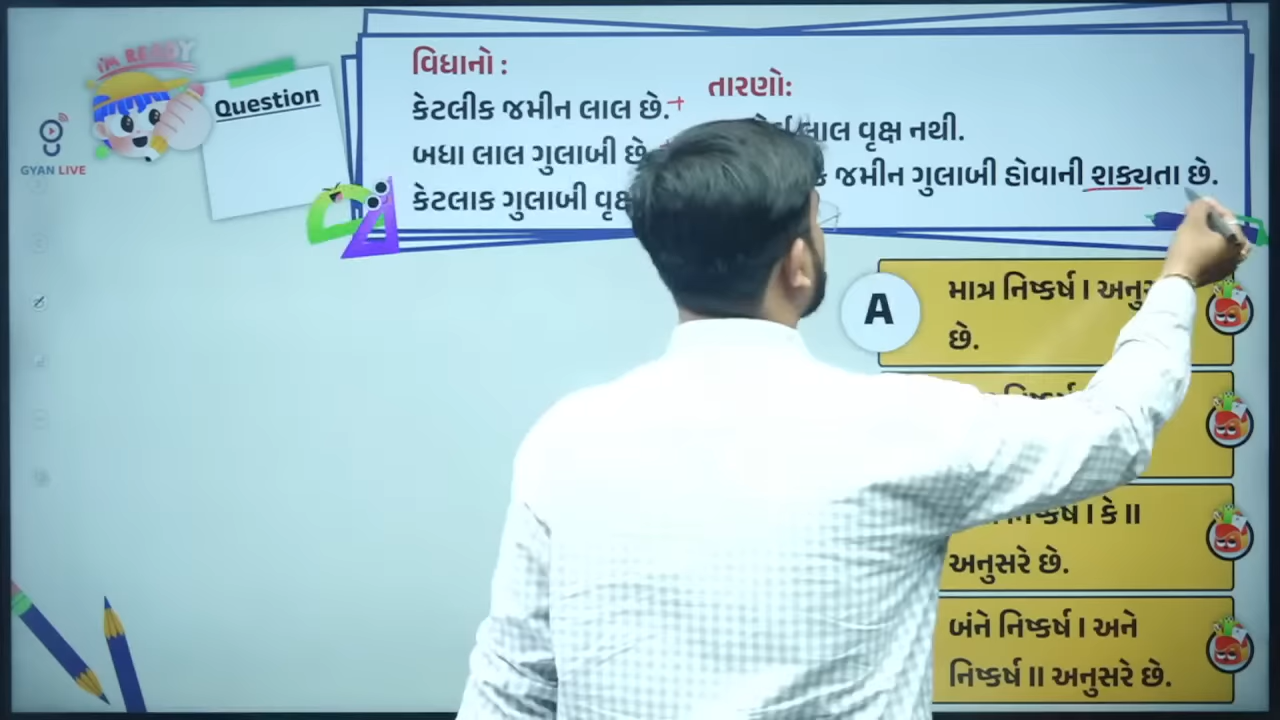 I'M READY
Question
GYAN LIVE
વિધાનો :
કેટલીક જમીન લાલ છે.
બધા લાલ ગુલાબી છે
કેટલાક ગુલાબી
તારણો:
લાલ વૃક્ષ નથી.
જમીન ગુલાબી હોવાની શક્યતા છે.
A
માત્ર નિષ્કર્ષ I
છે.
I કે II
અનુસરે છે.
બંને નિષ્કર્ષ I અને
નિષ્કર્ષ II અનુસરે છે.